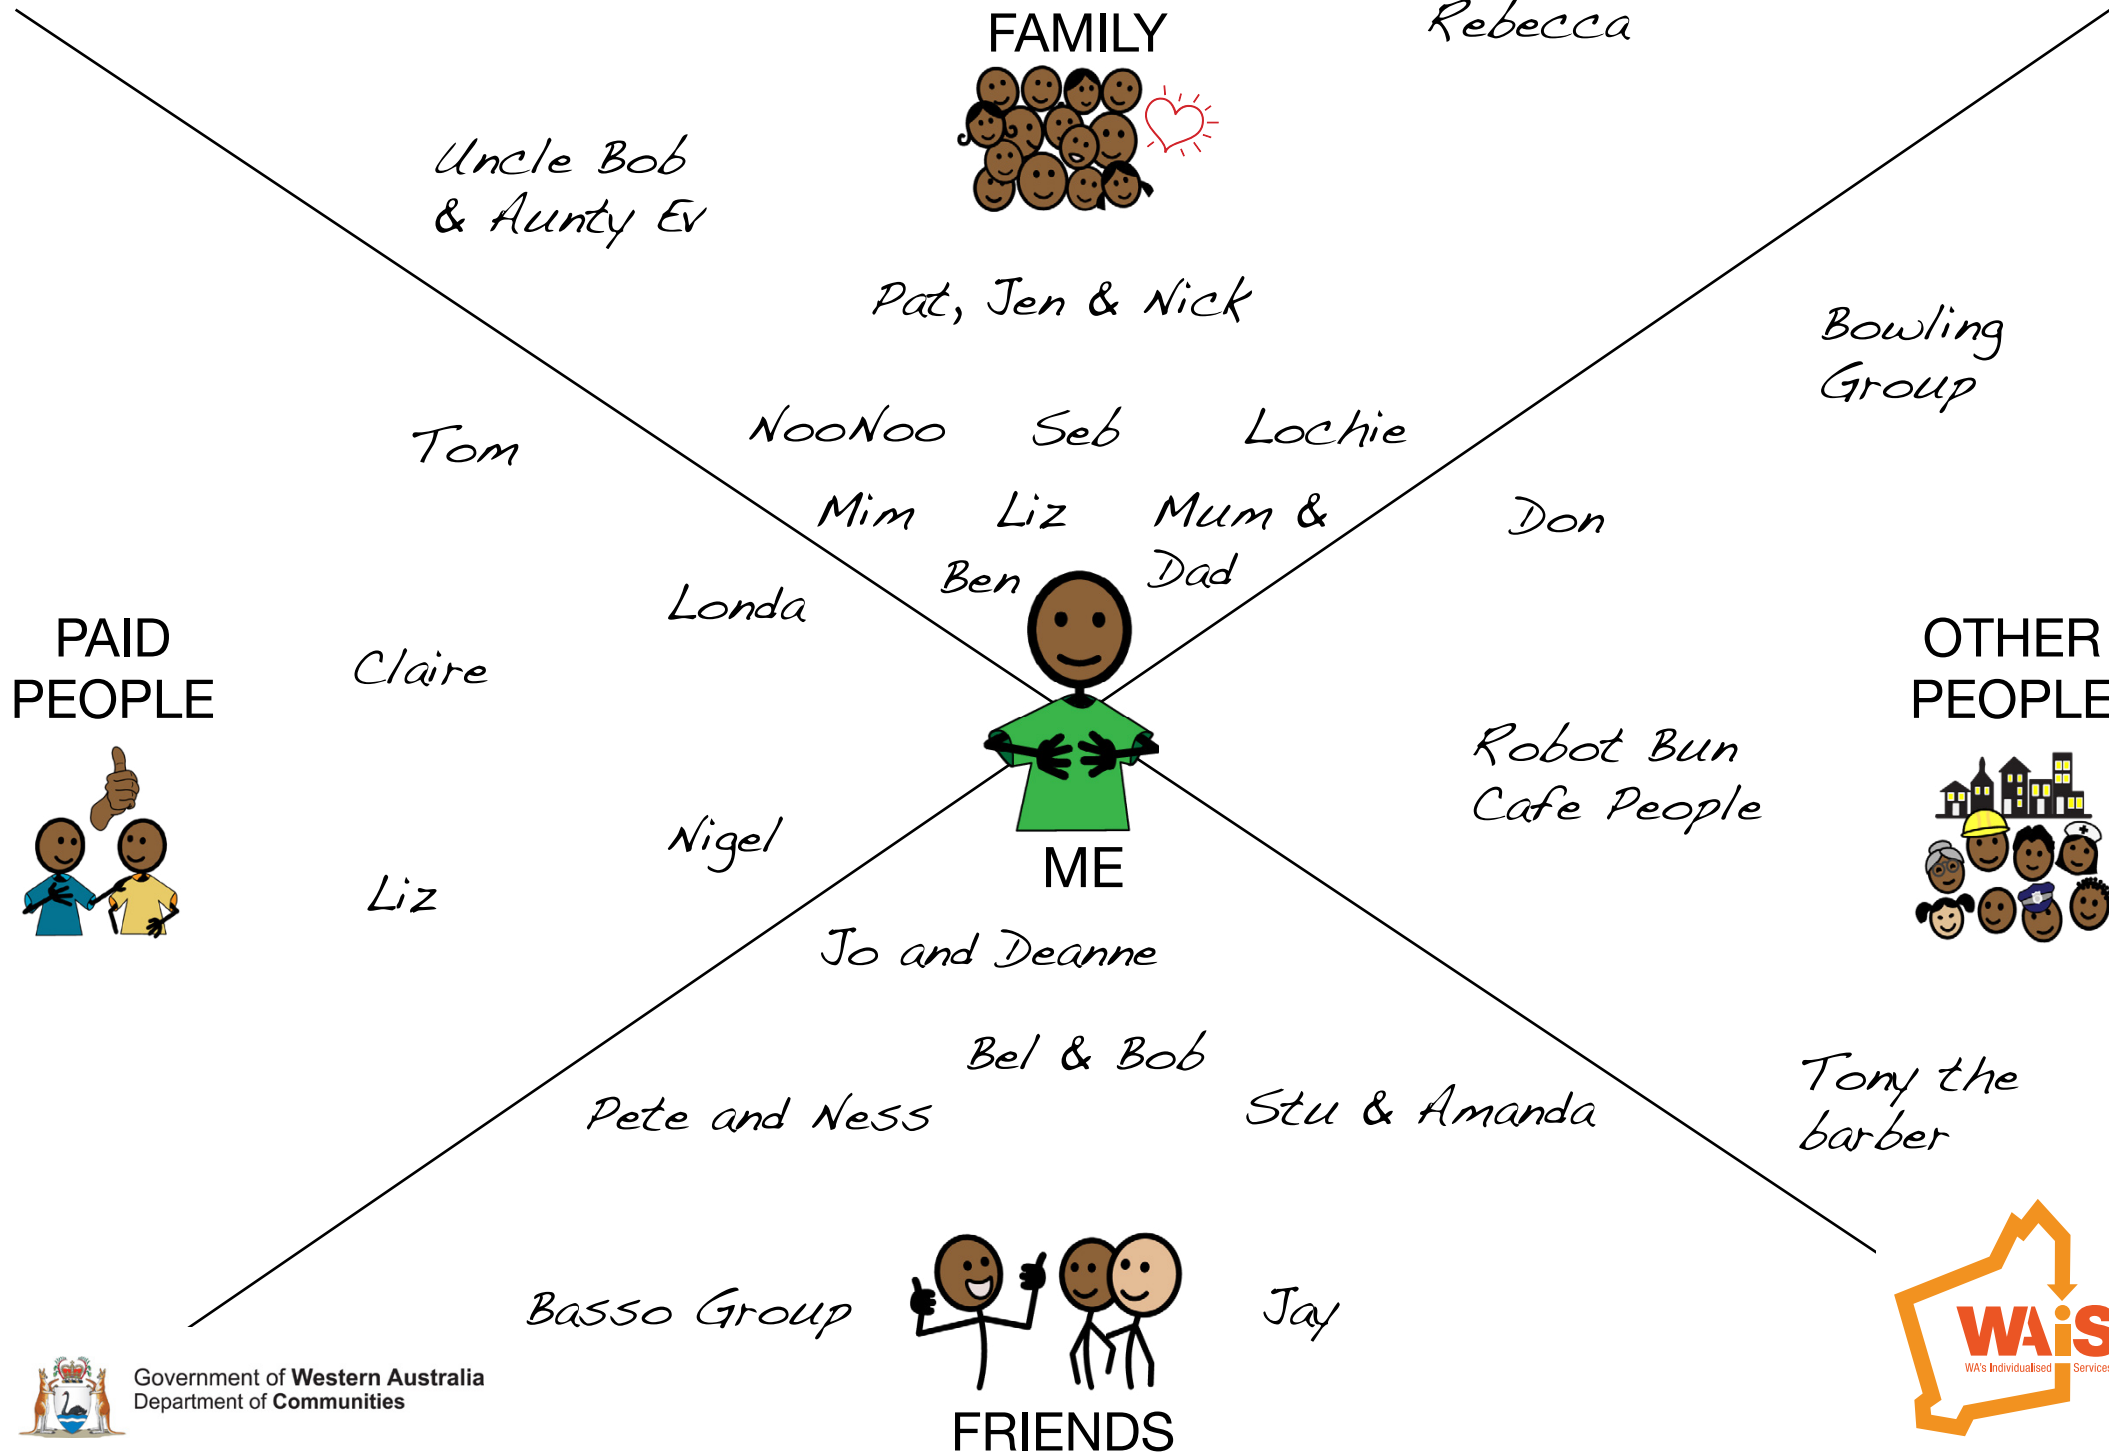 FAMILY
Rebecca
Uncle Bob
& Aunty Ev
Pat, Jen & Nick
Bowling
Group
NooNoo Seb Lochie
Tom
Mim Liz Mum &
Dad
Don
Ben
Londa
PAID
PEOPLE
Claire
OTHER
PEOPLE
Robot Bun
Cafe People
Nigel
ME
Liz
Jo and Deanne
Bel & Bob
Pete and Ness
Stu & Amanda
Tony the
barber
Basso Group
Jay
FRIENDS
Government of Western Australia
Department of Communities
WAiS
WA's Individualised Services